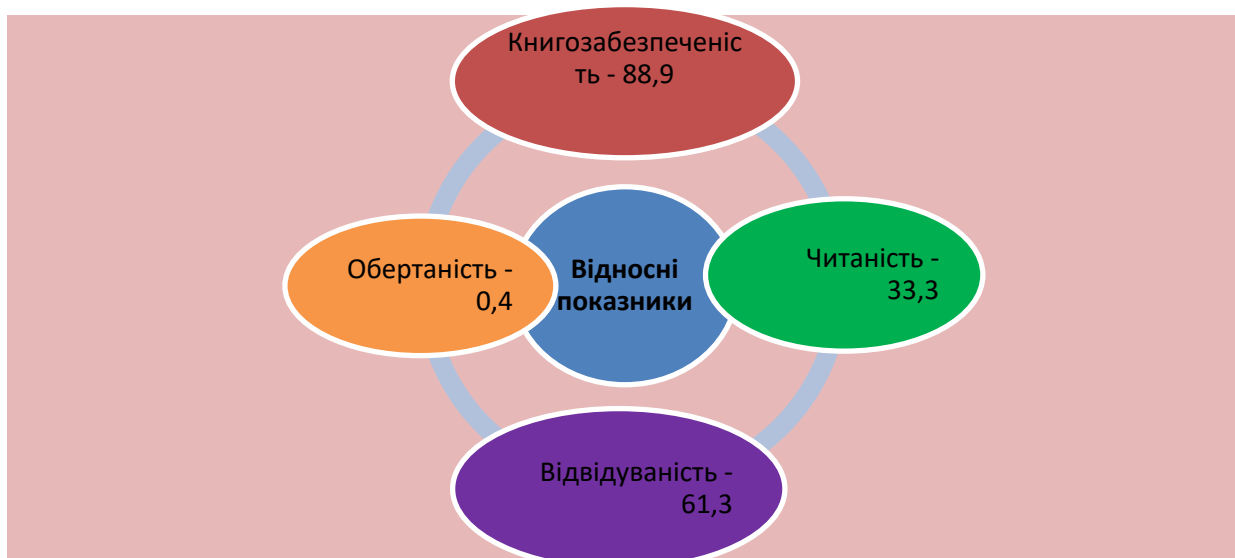 Книгозабезпеченіс
ть - 88,9
Обертаність -
0,4
Відносні
показники
Читаність -
33,3
Відвідуваність -
61,3